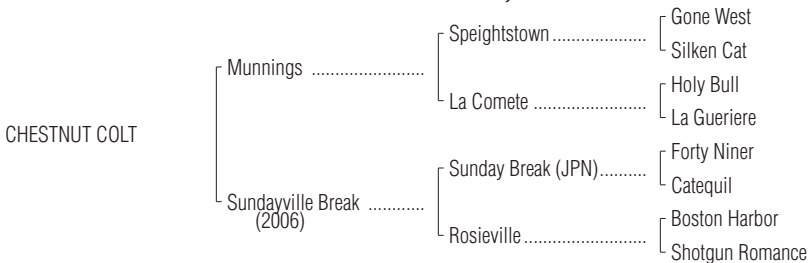 Gone West
Speightstown ....................
Silken Cat
Munnings ........................
Holy Bull
La Comete ........................
La Gueriere
CHESTNUT COLT
Forty Niner
Sunday Break (JPN)..........
Catequil
Sundayville Break ............
(2006)
Boston Harbor
Rosieville..........................
Shotgun Romance